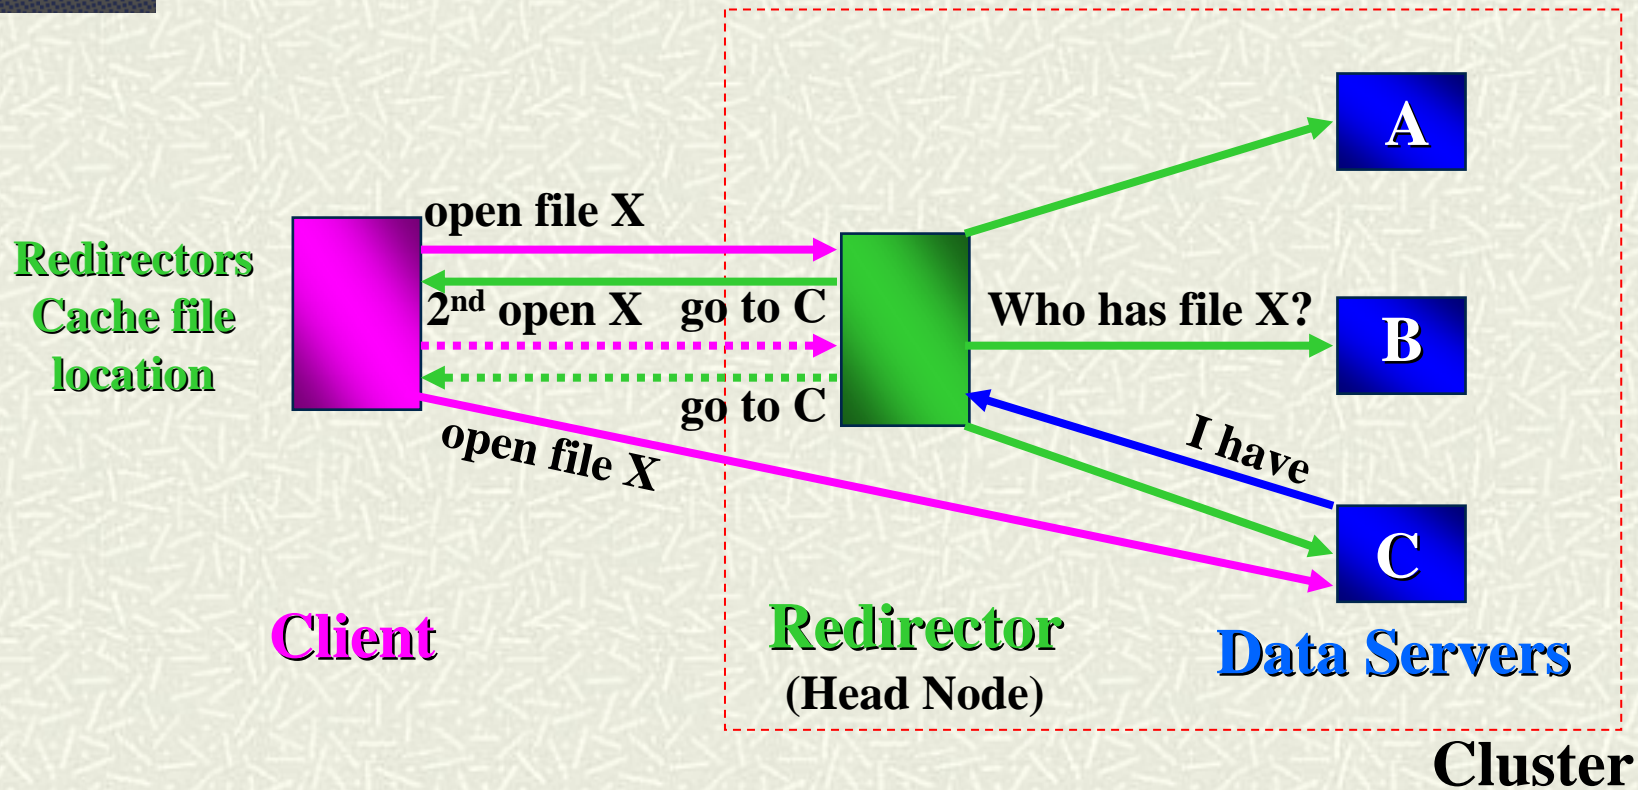 A
open file X
Redirectors
Cache file
location
2nd open X
go to C
Who has file X?
B
go to C
open file X
I have
C
Client
Redirector
(Head Node)
Data Servers
Cluster